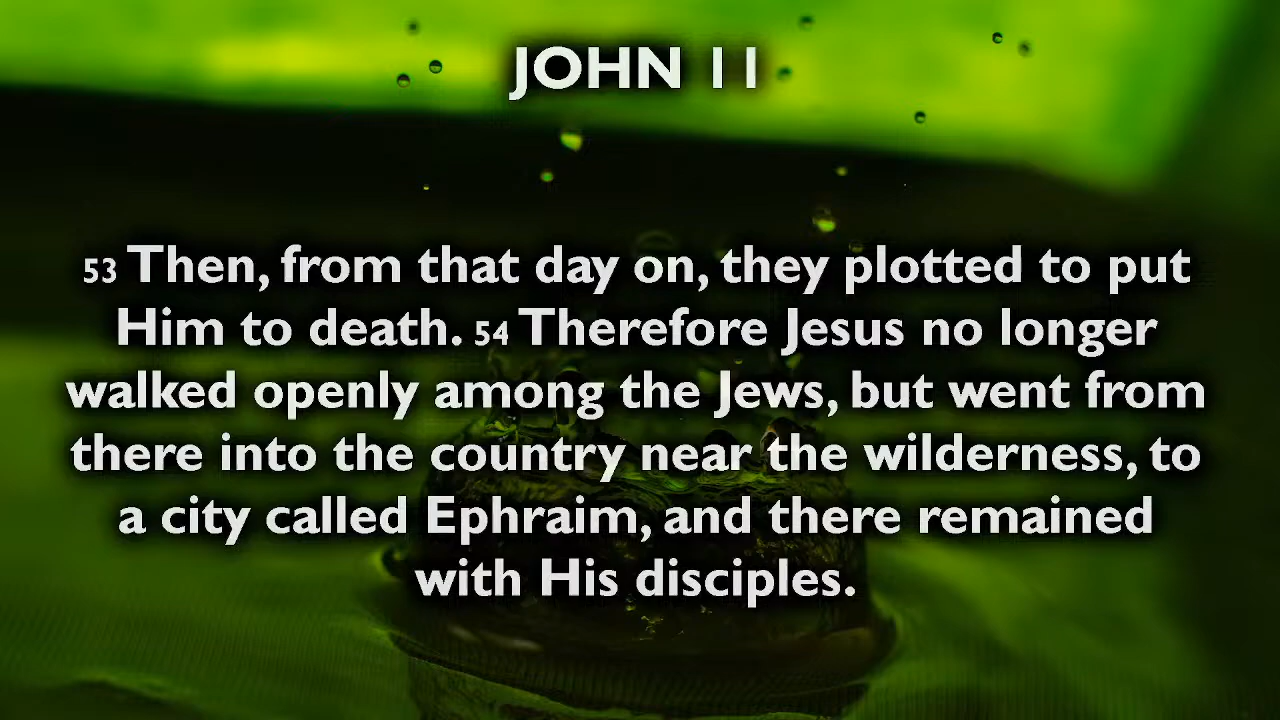 JOHN 11
53 Then, from that day on, they plotted to put
Him to death. 54 Therefore Jesus no longer
walked openly among the Jews, but went from
there into the country near the wilderness, to
a city called Ephraim, and there remained
with His disciples.